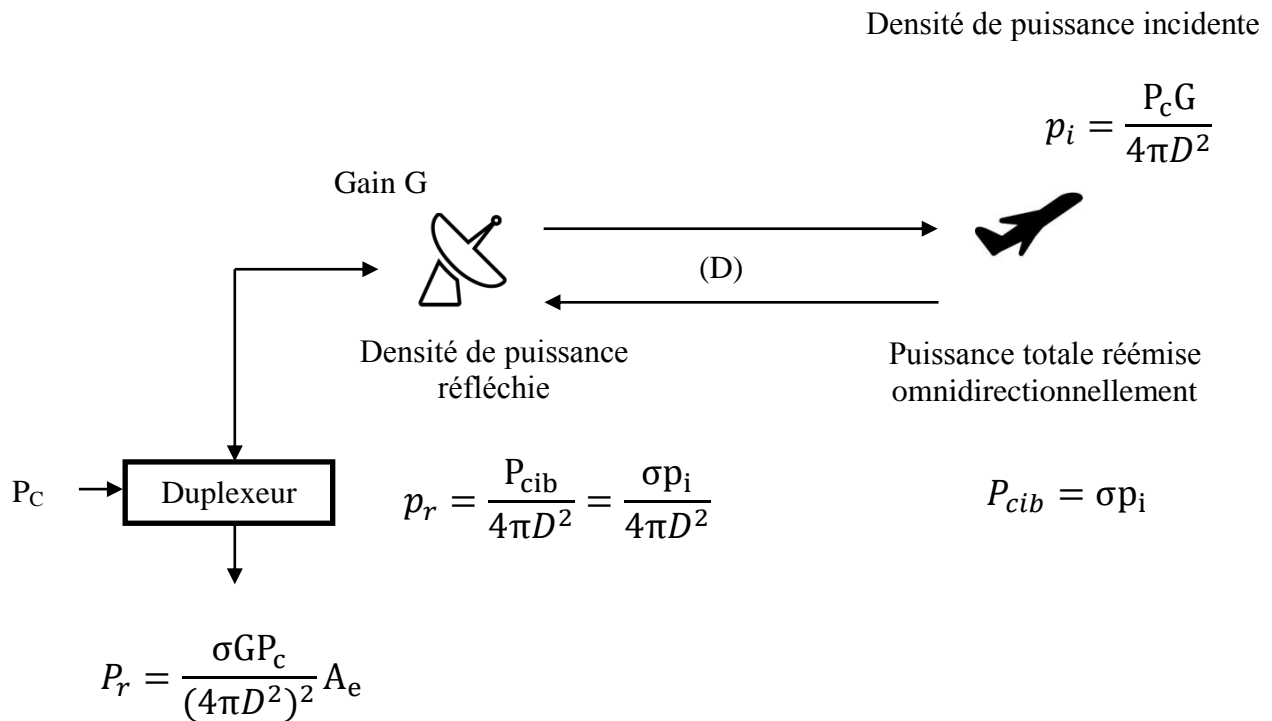 Densité de puissance incidente
p_i = P_cG / 4πD²
Gain G
(D)
Densité de puissance
réfléchie
Puissance totale réémise
omnidirectionnellement
P_C
Duplexeur
p_r = P_cib / 4πD² = σp_i / 4πD²
P_cib = σp_i
P_r = σGP_c / (4πD²)² A_e